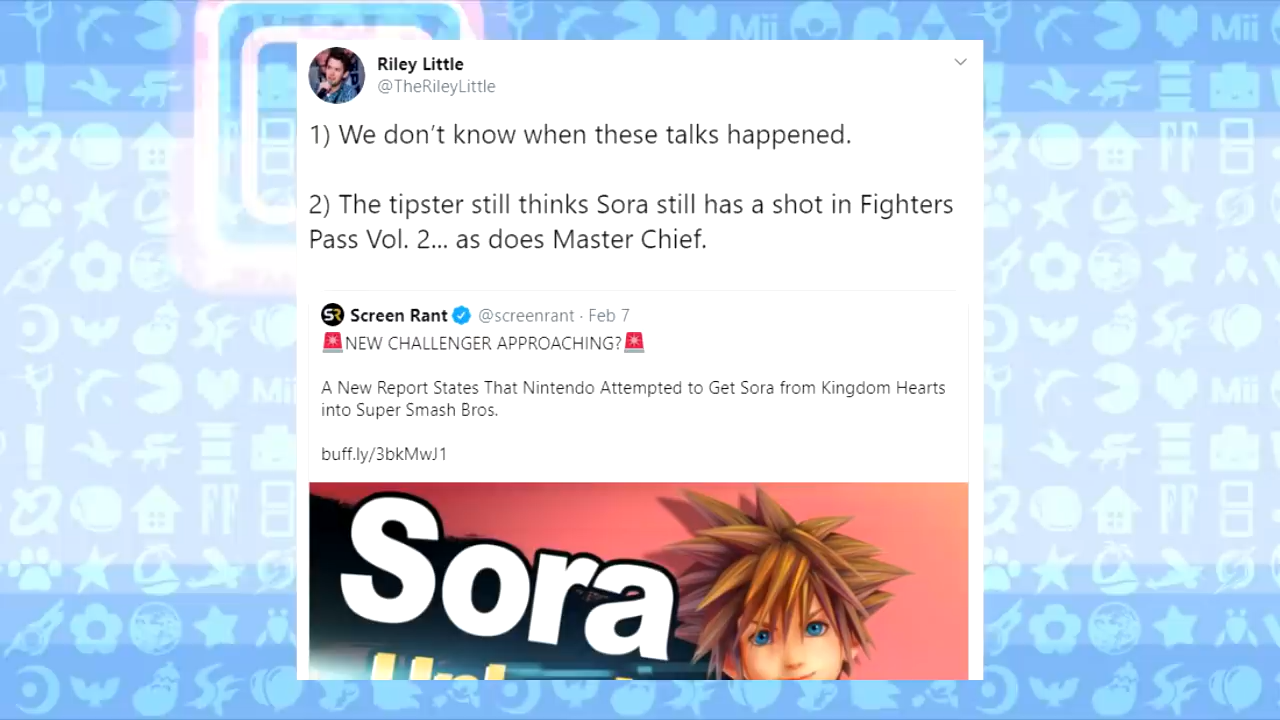 Riley Little
@TheRileyLittle
1) We don’t know when these talks happened.
2) The tipster still thinks Sora still has a shot in Fighters
Pass Vol. 2... as does Master Chief.
Screen Rant @screenrant · Feb 7
🚨NEW CHALLENGER APPROACHING?🚨
A New Report States That Nintendo Attempted to Get Sora from Kingdom Hearts
into Super Smash Bros.
buff.ly/3bkMwJ1
Sora